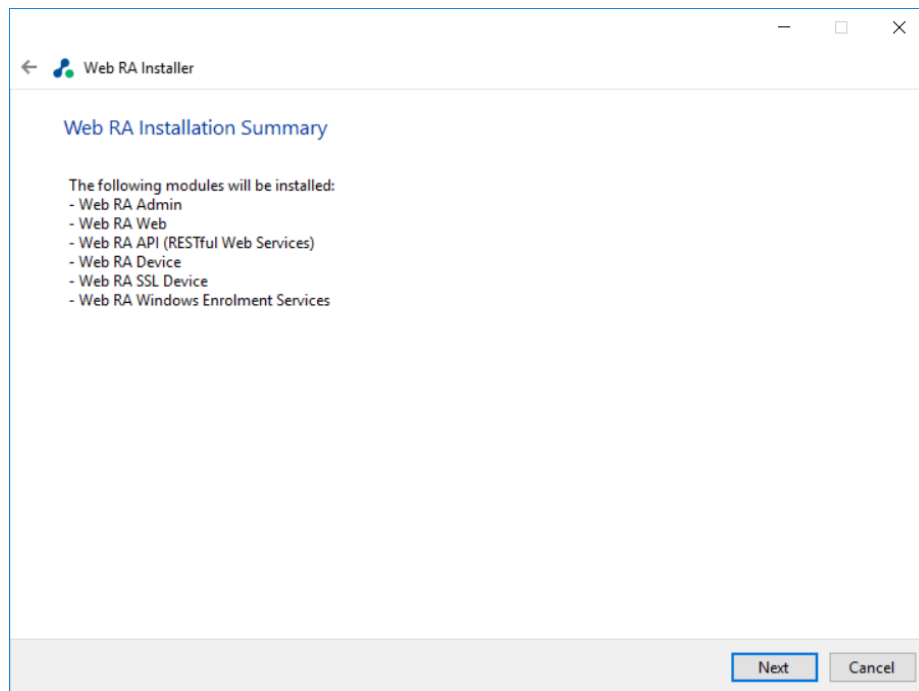 Web RA Installer
Web RA Installation Summary
The following modules will be installed:
- Web RA Admin
- Web RA Web
- Web RA API (RESTful Web Services)
- Web RA Device
- Web RA SSL Device
- Web RA Windows Enrolment Services
Next Cancel